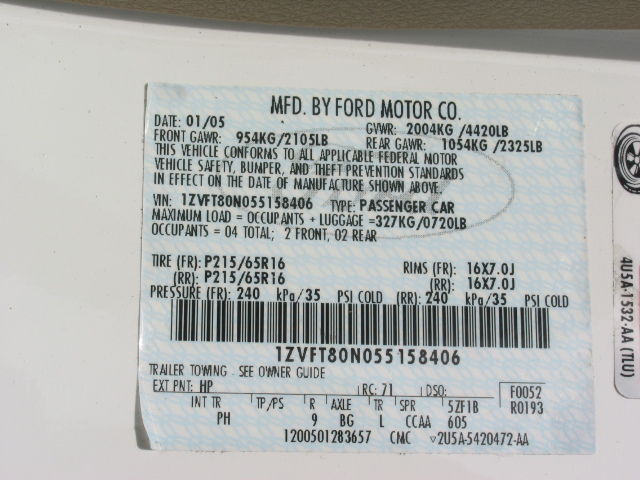 MFD. BY FORD MOTOR CO.
DATE: 01/05 GVWR: 2004KG /4420LB
FRONT GAWR: 954KG/2105LB REAR GAWR: 1054KG /2325LB
THIS VEHICLE CONFORMS TO ALL APPLICABLE FEDERAL MOTOR
VEHICLE SAFETY, BUMPER, AND THEFT PREVENTION STANDARDS
IN EFFECT ON THE DATE OF MANUFACTURE SHOWN ABOVE.
VIN: 1ZVFT80N055158406 TYPE: PASSENGER CAR
MAXIMUM LOAD = OCCUPANTS + LUGGAGE =327KG/0720LB
OCCUPANTS = 04 TOTAL; 2 FRONT, 02 REAR
TIRE (FR): P215/65R16 RIMS (FR): 16X7.0J
(RR): P215/65R16 (RR): 16X7.0J
PRESSURE (FR): 240 kPa/35 PSI COLD (RR): 240 kPa/35 PSI COLD
1ZVFT80N055158406
TRAILER TOWING - SEE OWNER GUIDE
EXT PNT: HP RC: 71 DSO: F0052
INT TR TP/PS R AXLE TR SPR 5ZF1B R0193
PH 9 BG L CCAA 605
1200501283657 CMC 2U5A-5420472-AA
4U5A-1532-AA (TLU)